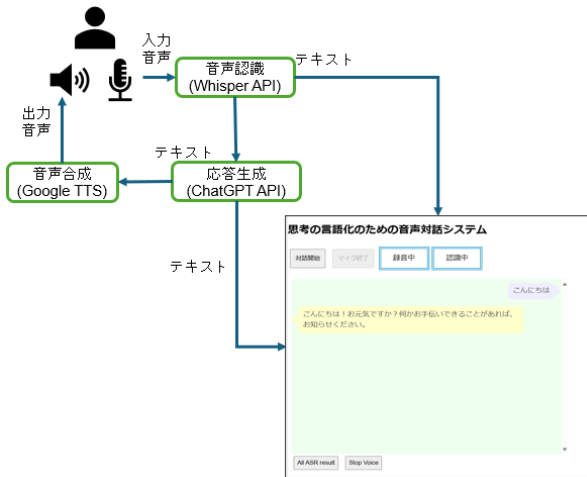 入力
音声
音声認識
(Whisper API)
テキスト
出力
音声
テキスト
音声合成
(Google TTS)
応答生成
(ChatGPT API)
テキスト
思考の言語化のための音声対話システム
対話開始
マイク終了
録音中
認識中
こんにちは
こんにちは！お元気ですか？何かお手伝いできることがあれば、
お知らせください。
All ASR result
Stop Voice